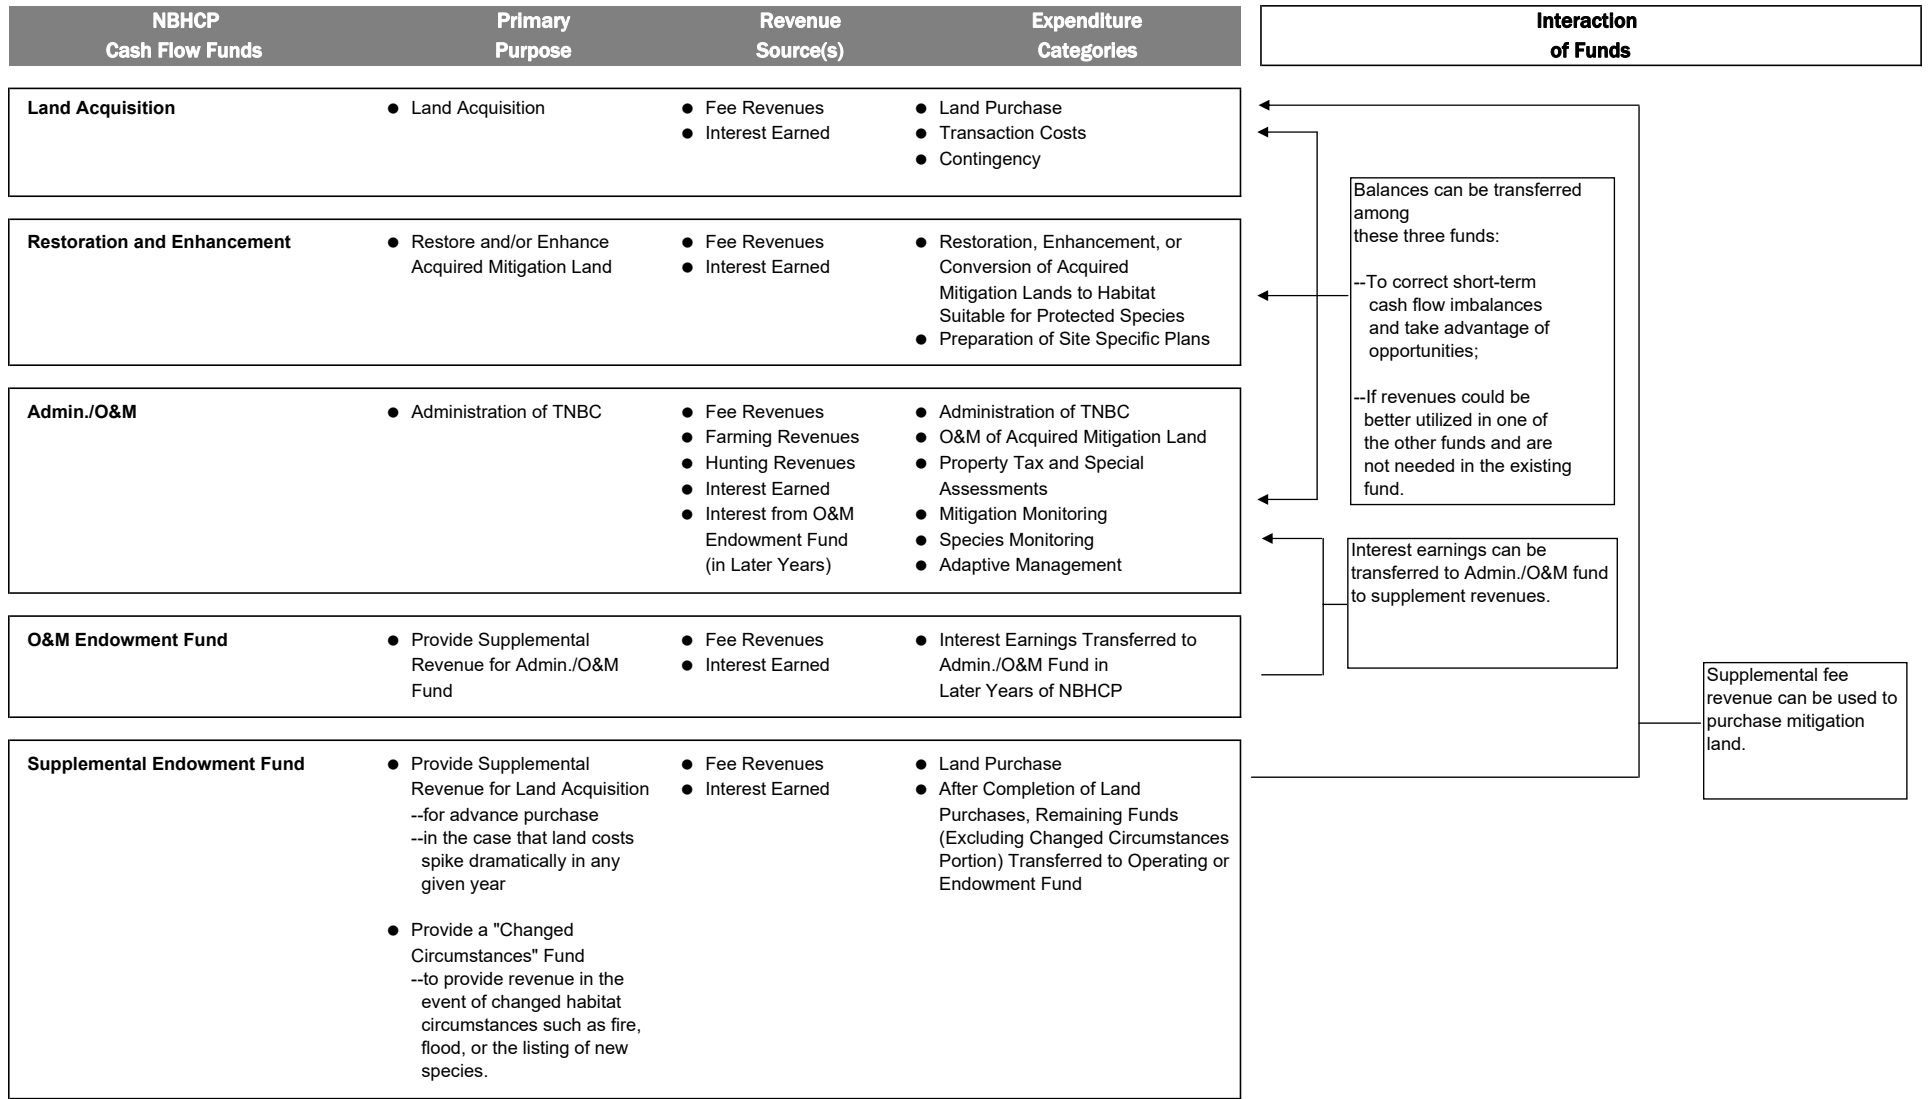 NBHCP
Cash Flow Funds
Primary
Purpose
Revenue
Source(s)
Expenditure
Categories
Interaction
of Funds
Land Acquisition
● Land Acquisition
● Fee Revenues
● Interest Earned
● Land Purchase
● Transaction Costs
● Contingency
Restoration and Enhancement
● Restore and/or Enhance
Acquired Mitigation Land
● Fee Revenues
● Interest Earned
● Restoration, Enhancement, or
Conversion of Acquired
Mitigation Lands to Habitat
Suitable for Protected Species
● Preparation of Site Specific Plans
Admin./O&M
● Administration of TNBC
● Fee Revenues
● Farming Revenues
● Hunting Revenues
● Interest Earned
● Interest from O&M
Endowment Fund
(in Later Years)
● Administration of TNBC
● O&M of Acquired Mitigation Land
● Property Tax and Special
Assessments
● Mitigation Monitoring
● Species Monitoring
● Adaptive Management
O&M Endowment Fund
● Provide Supplemental
Revenue for Admin./O&M
Fund
● Fee Revenues
● Interest Earned
● Interest Earnings Transferred to
Admin./O&M Fund in
Later Years of NBHCP
Supplemental Endowment Fund
● Provide Supplemental
Revenue for Land Acquisition
--for advance purchase
--in the case that land costs
spike dramatically in any
given year
● Provide a "Changed
Circumstances" Fund
--to provide revenue in the
event of changed habitat
circumstances such as fire,
flood, or the listing of new
species.
● Fee Revenues
● Interest Earned
● Land Purchase
● After Completion of Land
Purchases, Remaining Funds
(Excluding Changed Circumstances
Portion) Transferred to Operating or
Endowment Fund
Balances can be transferred
among
these three funds:
--To correct short-term
cash flow imbalances
and take advantage of
opportunities;
--If revenues could be
better utilized in one of
the other funds and are
not needed in the existing
fund.
Interest earnings can be
transferred to Admin./O&M fund
to supplement revenues.
Supplemental fee
revenue can be used to
purchase mitigation
land.